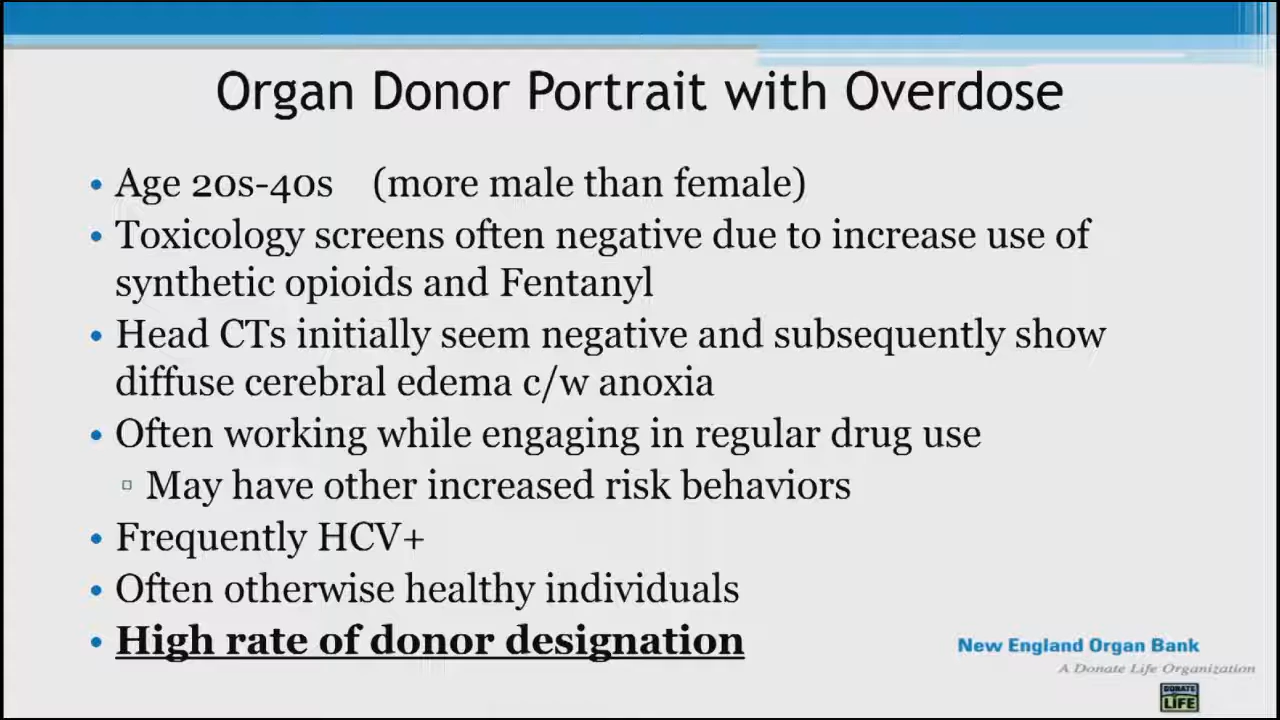 Organ Donor Portrait with Overdose
• Age 20s-40s (more male than female)
• Toxicology screens often negative due to increase use of
synthetic opioids and Fentanyl
• Head CTs initially seem negative and subsequently show
diffuse cerebral edema c/w anoxia
• Often working while engaging in regular drug use
▫ May have other increased risk behaviors
• Frequently HCV+
• Often otherwise healthy individuals
• High rate of donor designation
New England Organ Bank
A Donate Life Organization
DONATE
LIFE